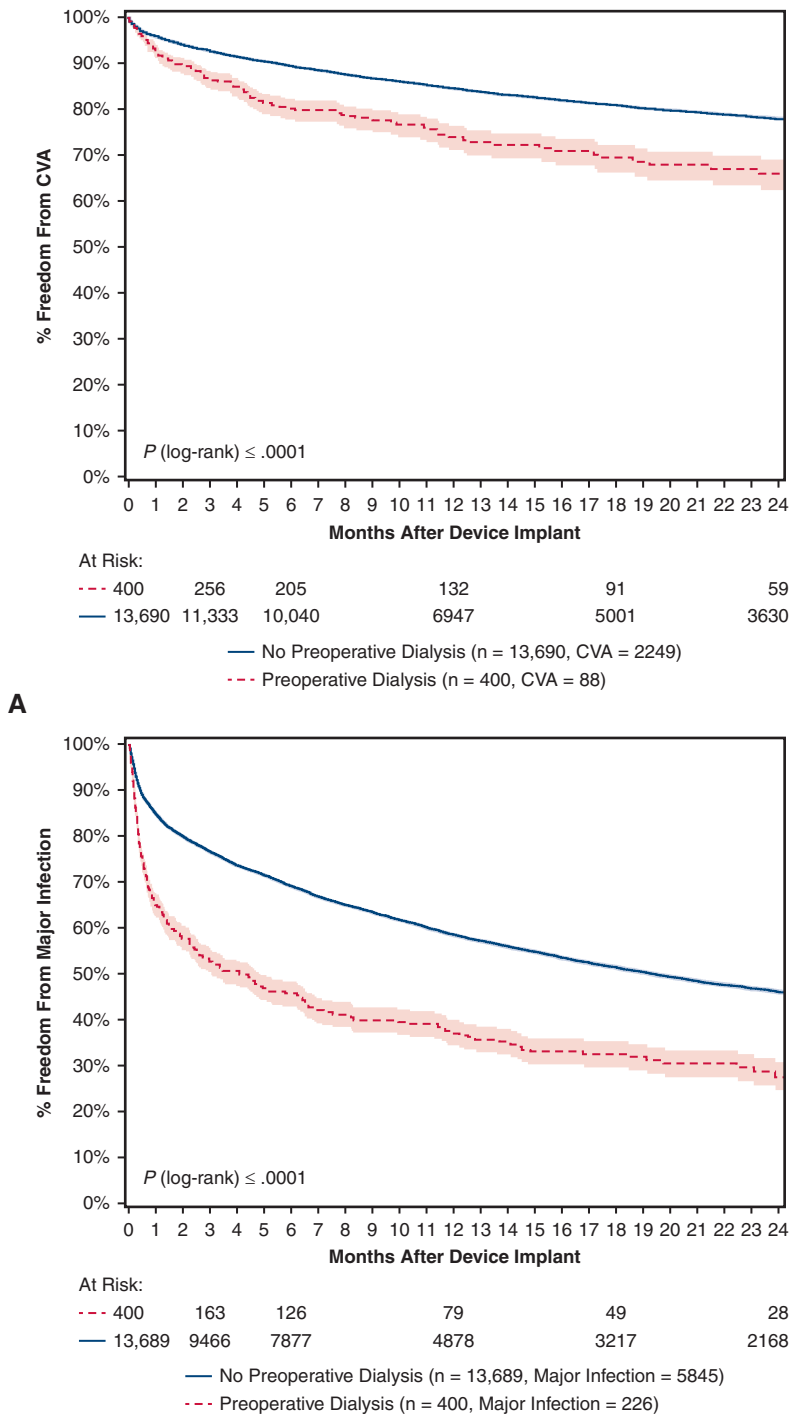 100%
90%
80%
70%
60%
50%
40%
30%
20%
10%
0%
% Freedom From CVA
P (log-rank) ≤ .0001
0 1 2 3 4 5 6 7 8 9 10 11 12 13 14 15 16 17 18 19 20 21 22 23 24
Months After Device Implant
At Risk:
400 256 205 132 91 59
13,690 11,333 10,040 6947 5001 3630
No Preoperative Dialysis (n = 13,690, CVA = 2249)
Preoperative Dialysis (n = 400, CVA = 88)
A
100%
90%
80%
70%
60%
50%
40%
30%
20%
10%
0%
% Freedom From Major Infection
P (log-rank) ≤ .0001
0 1 2 3 4 5 6 7 8 9 10 11 12 13 14 15 16 17 18 19 20 21 22 23 24
Months After Device Implant
At Risk:
400 163 126 79 49 28
13,689 9466 7877 4878 3217 2168
No Preoperative Dialysis (n = 13,689, Major Infection = 5845)
Preoperative Dialysis (n = 400, Major Infection = 226)